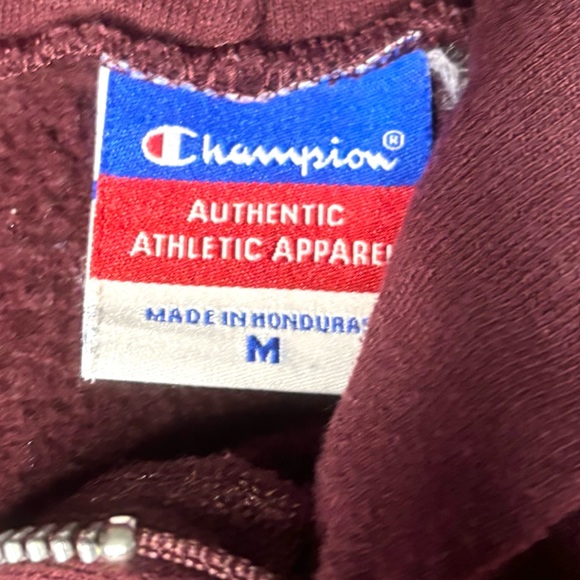 Champion®
AUTHENTIC
ATHLETIC APPAREL
MADE IN HONDURAS
M